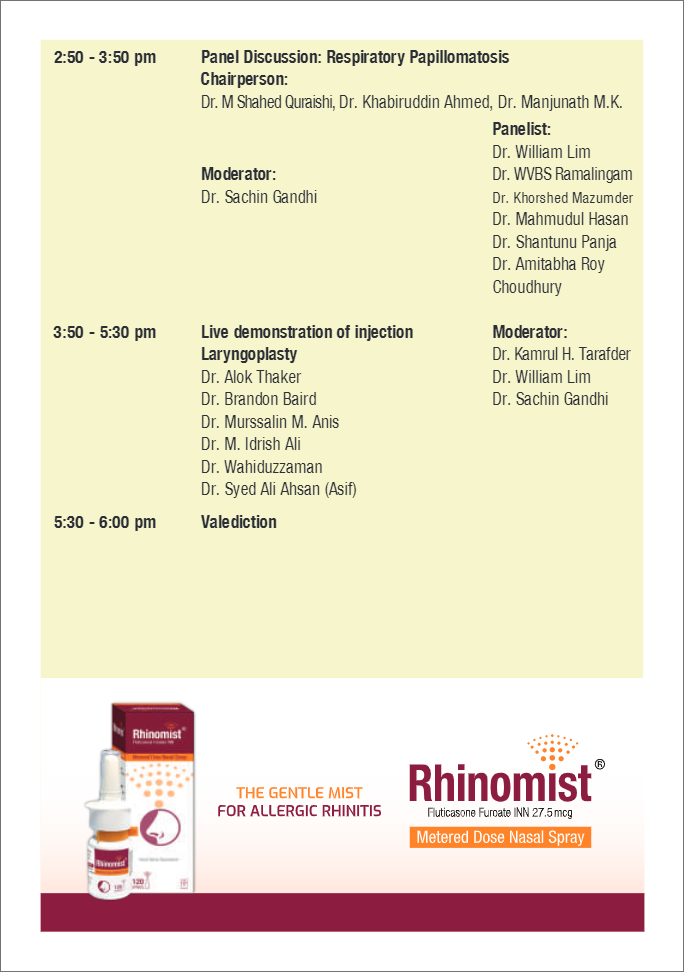 2:50 - 3:50 pm
Panel Discussion: Respiratory Papillomatosis
Chairperson:
Dr. M Shahed Quraishi, Dr. Khabiruddin Ahmed, Dr. Manjunath M.K.
Moderator:
Dr. Sachin Gandhi
Panelist:
Dr. William Lim
Dr. WVBS Ramalingam
Dr. Khorshed Mazumder
Dr. Mahmudul Hasan
Dr. Shantunu Panja
Dr. Amitabha Roy
Choudhury
3:50 - 5:30 pm
Live demonstration of injection
Laryngoplasty
Dr. Alok Thaker
Dr. Brandon Baird
Dr. Murssalin M. Anis
Dr. M. Idrish Ali
Dr. Wahiduzzaman
Dr. Syed Ali Ahsan (Asif)
Moderator:
Dr. Kamrul H. Tarafder
Dr. William Lim
Dr. Sachin Gandhi
5:30 - 6:00 pm
Valediction
Rhinomist®
Fluticasone Furoate INN
Metered Dose Nasal Spray
120
Rhinomist
120
THE GENTLE MIST
FOR ALLERGIC RHINITIS
Rhinomist®
Fluticasone Furoate INN 27.5 mcg
Metered Dose Nasal Spray